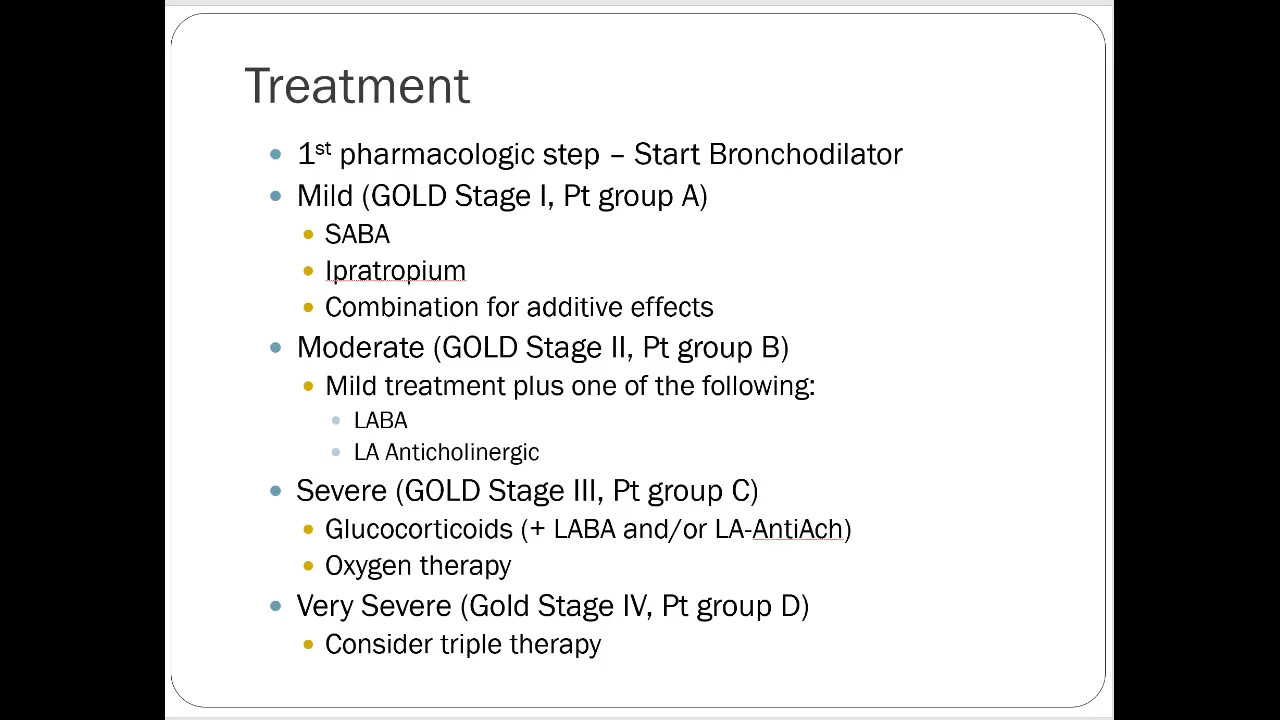 Treatment
1st pharmacologic step – Start Bronchodilator
Mild (GOLD Stage I, Pt group A)
SABA
Ipratropium
Combination for additive effects
Moderate (GOLD Stage II, Pt group B)
Mild treatment plus one of the following:
LABA
LA Anticholinergic
Severe (GOLD Stage III, Pt group C)
Glucocorticoids (+ LABA and/or LA-AntiAch)
Oxygen therapy
Very Severe (Gold Stage IV, Pt group D)
Consider triple therapy